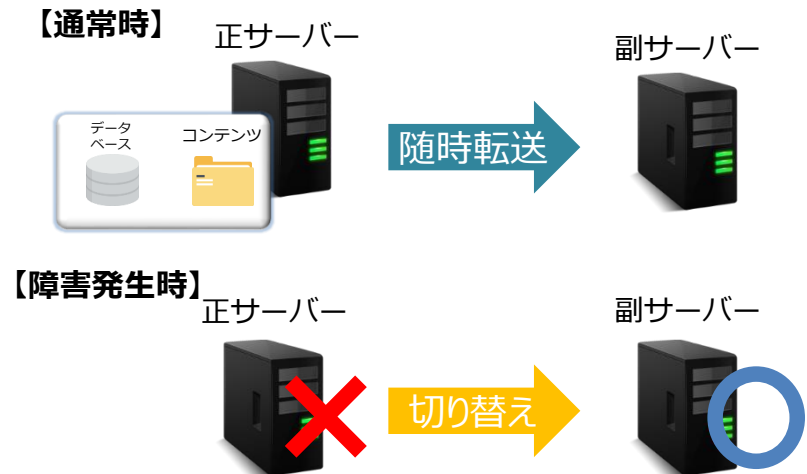 【通常時】
正サーバー
副サーバー
データ
ベース
コンテンツ
随時転送
【障害発生時】
正サーバー
副サーバー
切り替え